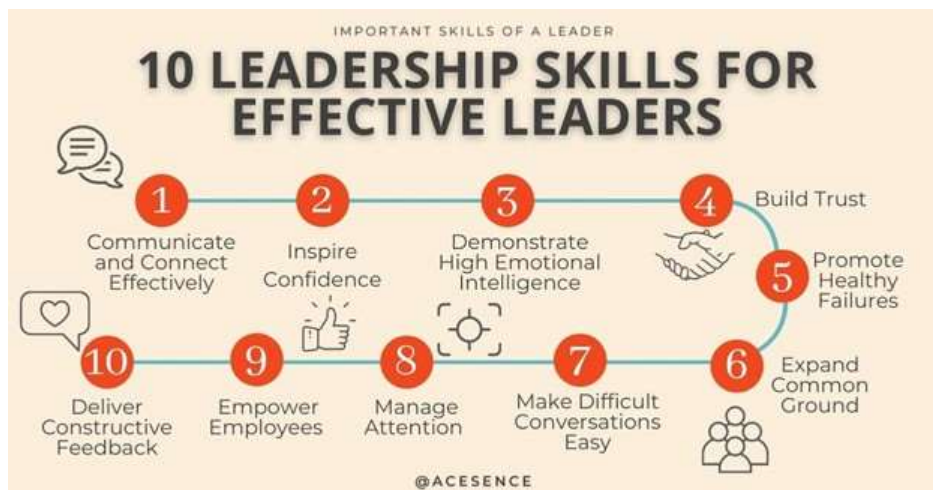 IMPORTANT SKILLS OF A LEADER
10 LEADERSHIP SKILLS FOR
EFFECTIVE LEADERS
1
Communicate
and Connect
Effectively
2
Inspire
Confidence
3
Demonstrate
High Emotional
Intelligence
4
Build Trust
5
Promote
Healthy
Failures
6
Expand
Common
Ground
7
Make Difficult
Conversations
Easy
8
Manage
Attention
9
Empower
Employees
10
Deliver
Constructive
Feedback
@ACESENCE